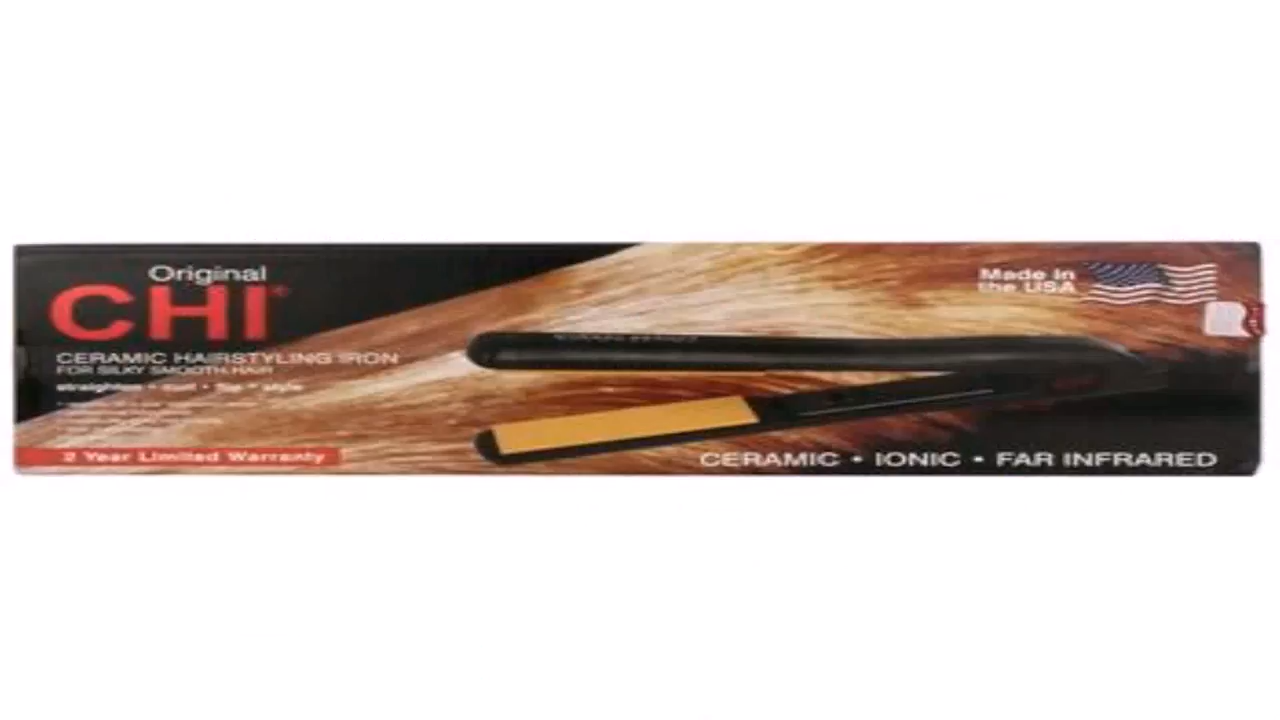 Original
CHI
CERAMIC HAIRSTYLING IRON
FOR SILKY SMOOTH HAIR
straighten • curl • flip • style
2 Year Limited Warranty
Made in
the USA
CERAMIC • IONIC • FAR INFRARED